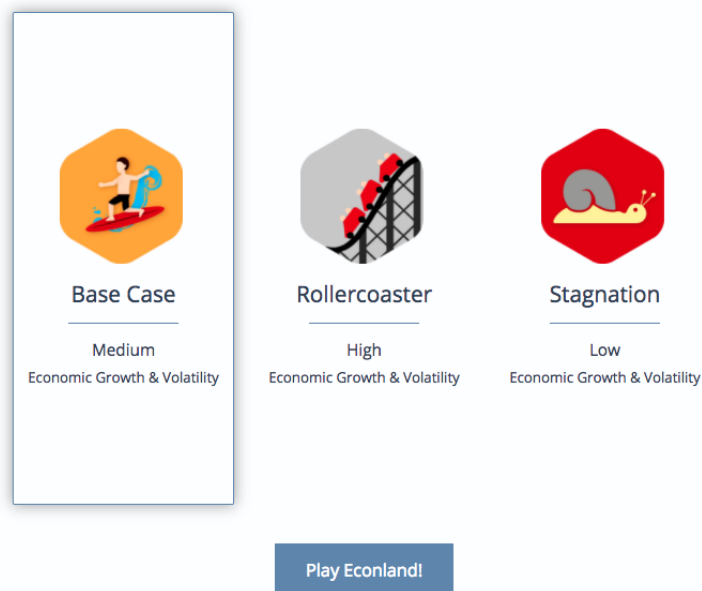 Base Case
Medium
Economic Growth & Volatility
Rollercoaster
High
Economic Growth & Volatility
Stagnation
Low
Economic Growth & Volatility
Play Econland!